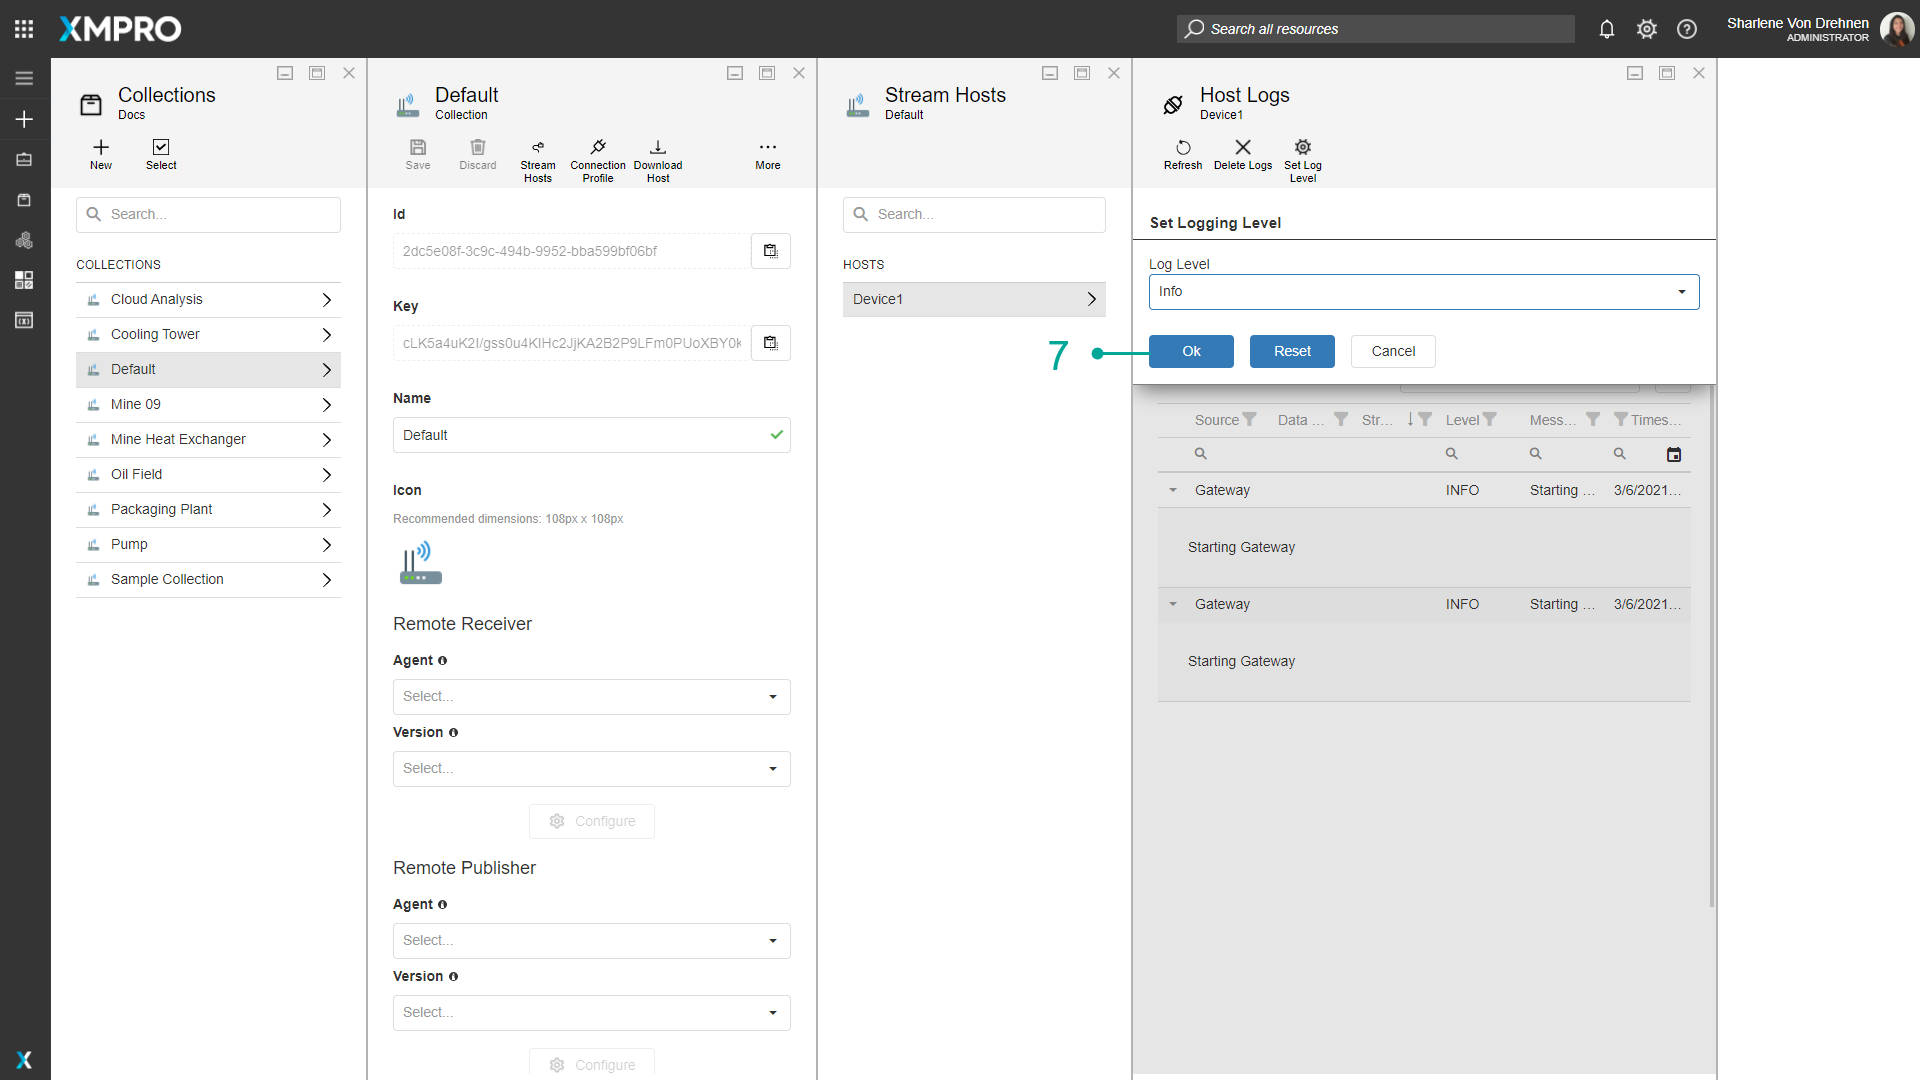 XMPRO
Search all resources
Sharlene Von Drehnen
ADMINISTRATOR
Collections
Docs
New
Select
Search...
COLLECTIONS
Cloud Analysis
Cooling Tower
Default
Mine 09
Mine Heat Exchanger
Oil Field
Packaging Plant
Pump
Sample Collection
Default
Collection
Save
Discard
Stream
Hosts
Connection
Profile
Download
Host
More
Id
2dc5e08f-3c9c-494b-9952-bba599bf06bf
Key
cLK5a4uK2I/gss0u4KIHc2JjKA2B2P9LFm0PUoXBY0k
Name
Default
Icon
Recommended dimensions: 108px x 108px
Remote Receiver
Agent
Select...
Version
Select...
Configure
Remote Publisher
Agent
Select...
Version
Select...
Configure
Stream Hosts
Default
Search...
HOSTS
Device1
Host Logs
Device1
Refresh
Delete Logs
Set Log
Level
Set Logging Level
Log Level
Info
7
Ok
Reset
Cancel
Source Data ... Str... Level Mess... Times...
Gateway INFO Starting ... 3/6/2021...
Starting Gateway
Gateway INFO Starting ... 3/6/2021...
Starting Gateway
X